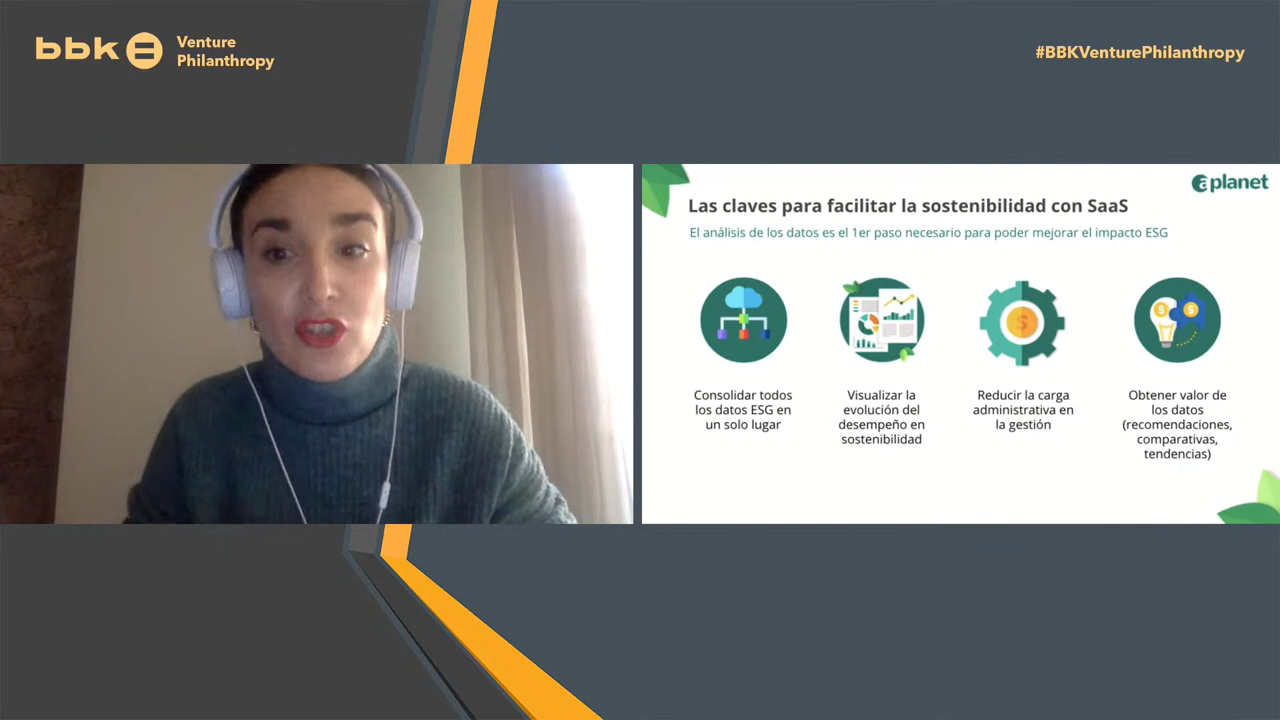 bbk
Venture
Philanthropy
#BBKVenturePhilanthropy
aplanet
Las claves para facilitar la sostenibilidad con SaaS
El análisis de los datos es el 1er paso necesario para poder mejorar el impacto ESG
Consolidar todos
los datos ESG en
un solo lugar
Visualizar la
evolución del
desempeño en
sostenibilidad
Reducir la carga
administrativa en
la gestión
Obtener valor de
los datos
(recomendaciones,
comparativas,
tendencias)